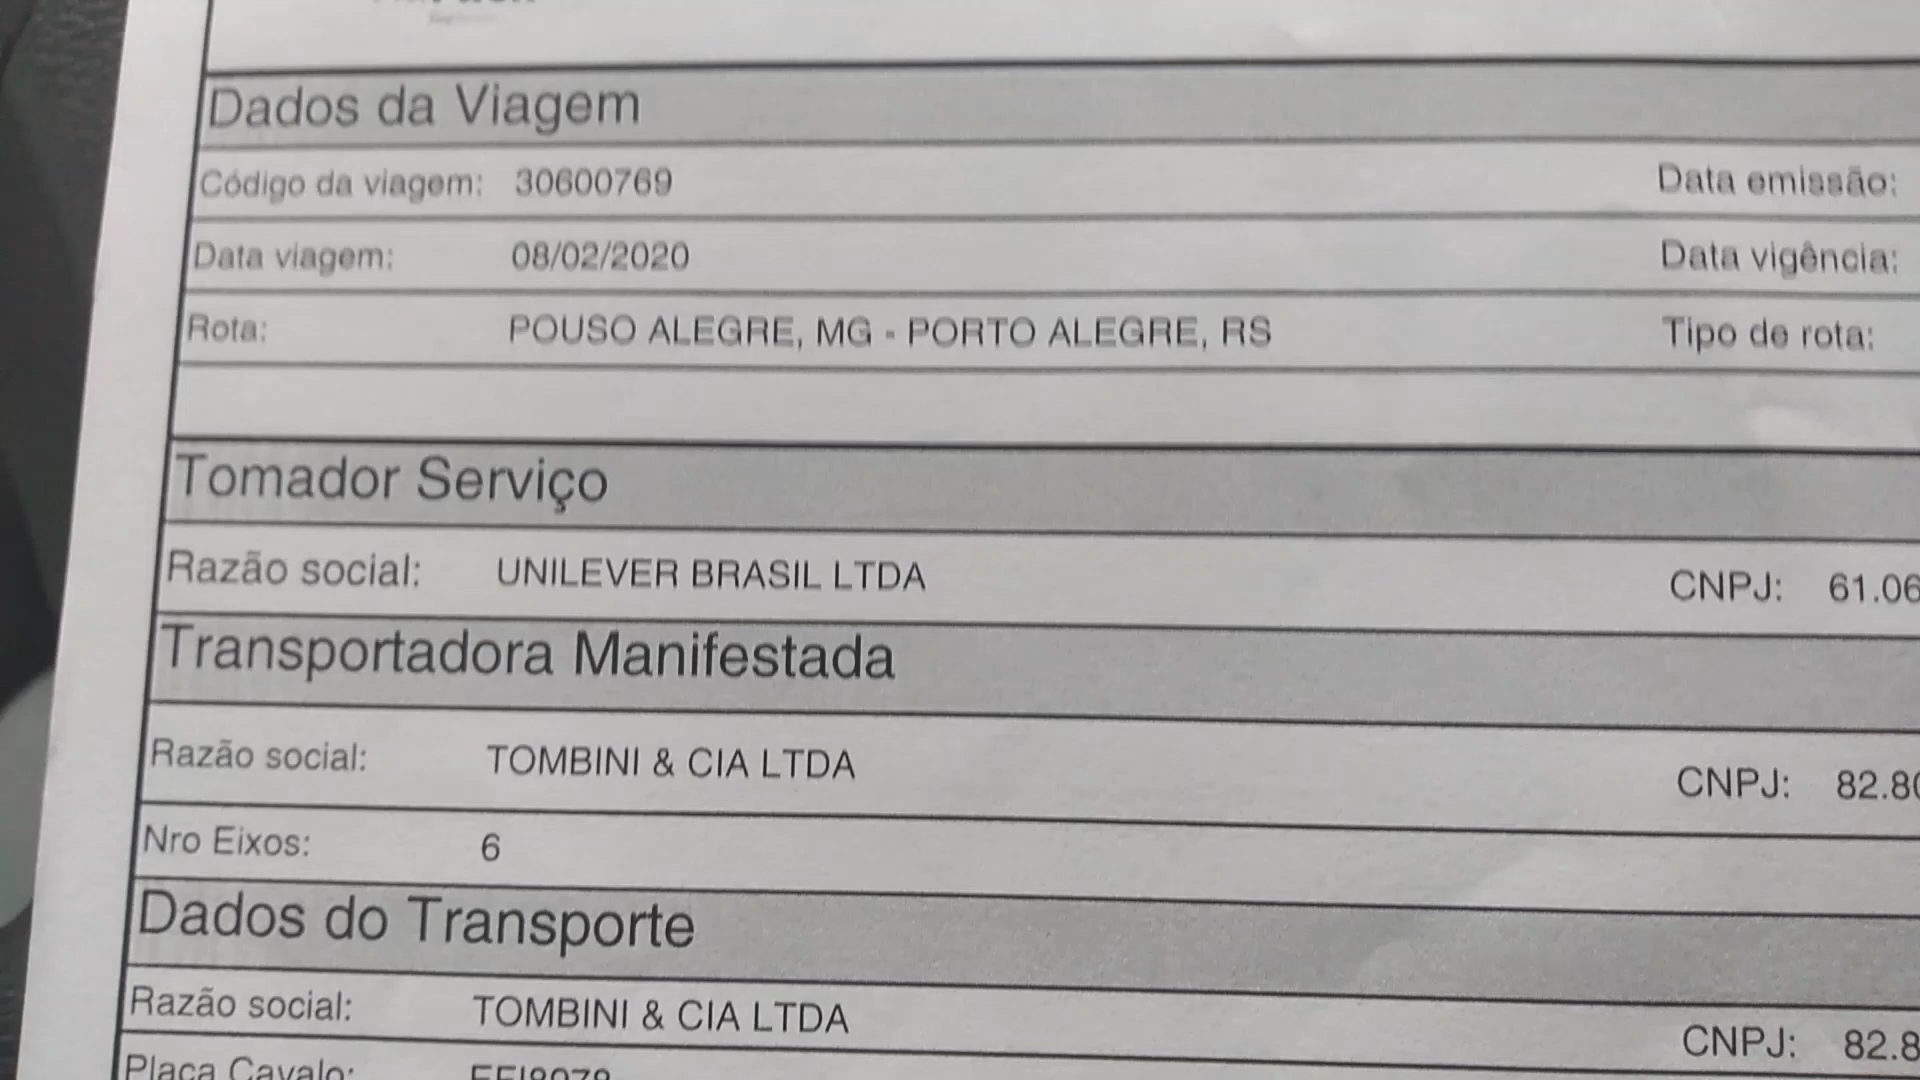 Dados da Viagem
Código da viagem: 30600769 Data emissão:
Data viagem: 08/02/2020 Data vigência:
Rota: POUSO ALEGRE, MG - PORTO ALEGRE, RS Tipo de rota:
Tomador Serviço
Razão social: UNILEVER BRASIL LTDA CNPJ: 61.06
Transportadora Manifestada
Razão social: TOMBINI & CIA LTDA CNPJ: 82.80
Nro Eixos: 6
Dados do Transporte
Razão social: TOMBINI & CIA LTDA CNPJ: 82.8
Placa Cavalo: